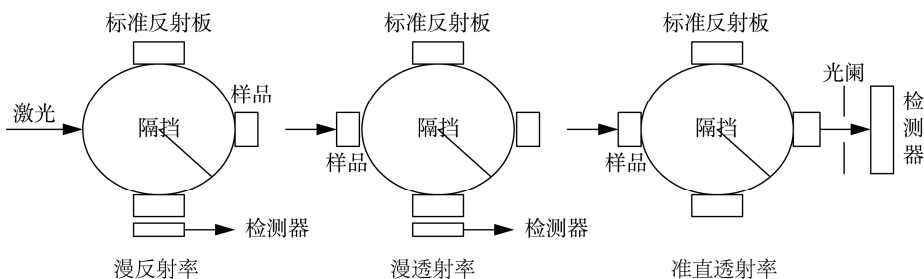 标准反射板
激光
隔挡
样品
检测器
漫反射率
标准反射板
隔挡
样品
检测器
漫透射率
标准反射板
隔挡
样品
光阑
检测器
准直透射率